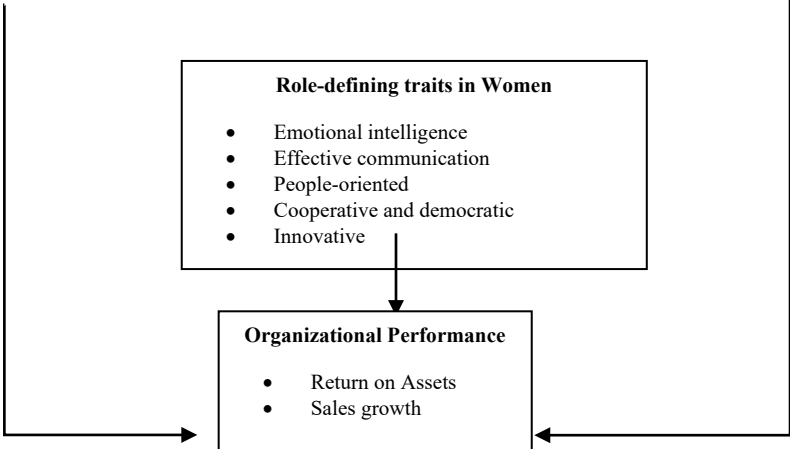 Role-defining traits in Women
• Emotional intelligence
• Effective communication
• People-oriented
• Cooperative and democratic
• Innovative
Organizational Performance
• Return on Assets
• Sales growth